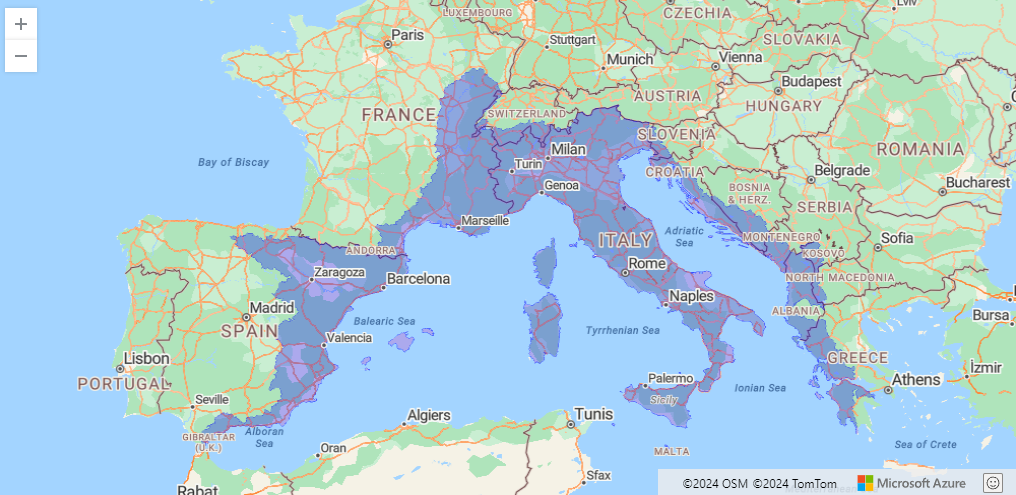 +
−
LUXEMBOURG
CZECHIA
Lviv
Paris
Stuttgart
SLOVAKIA
Munich
Vienna
Budapest
AUSTRIA
HUNGARY
FRANCE
SWITZERLAND
SLOVENIA
Bay of Biscay
Milan
Turin
CROATIA
ROMANIA
Genoa
Belgrade
Bucharest
BOSNIA
& HERZ.
SERBIA
Marseille
Adriatic
Sea
ITALY
MONTENEGRO
Sofia
ANDORRA
KOSOVO
Zaragoza
Barcelona
Rome
NORTH MACEDONIA
Madrid
Naples
ALBANIA
Bursa
SPAIN
Balearic Sea
Tyrrhenian Sea
Valencia
Lisbon
GREECE
PORTUGAL
Palermo
Ionian Sea
Athens
İzmir
Seville
Sicily
Algiers
Tunis
GIBRALTAR
(U.K.)
Alboran
Sea
Oran
MALTA
Sea of Crete
Sfax
Rabat
©2024 OSM ©2024 TomTom
Microsoft Azure